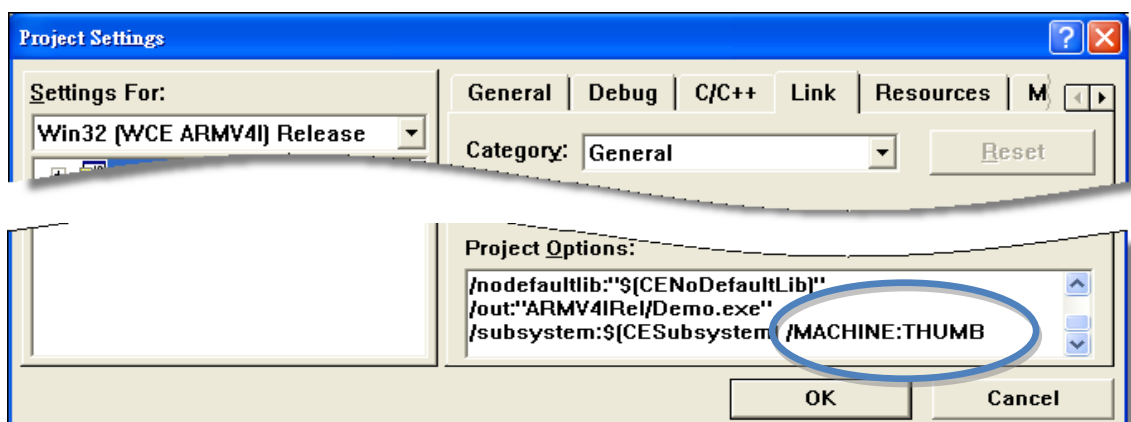 Project Settings
Settings For:
Win32 (WCE ARMV4I) Release
General Debug C/C++ Link Resources M
Category: General
Reset
Project Options:
/nodefaultlib:"$(CENoDefaultLib)"
/out:"ARMV4IRel/Demo.exe"
/subsystem:$(CESubsystem) /MACHINE:THUMB
OK Cancel